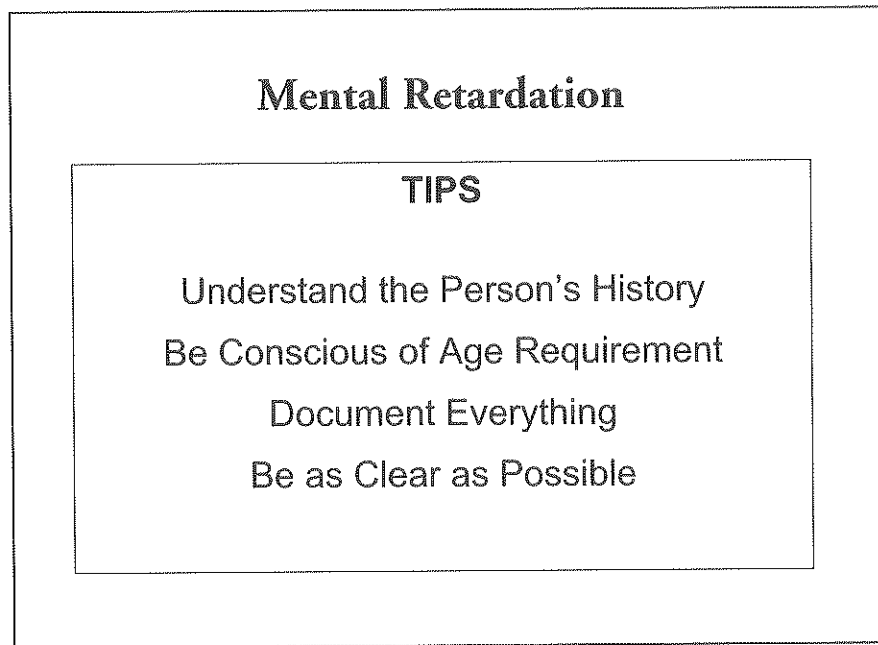 Mental Retardation
TIPS
Understand the Person's History
Be Conscious of Age Requirement
Document Everything
Be as Clear as Possible